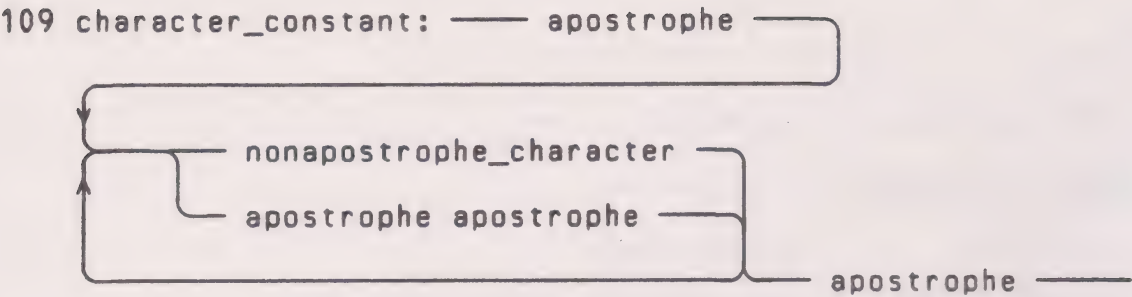 109 character_constant: apostrophe
nonapostrophe_character
apostrophe apostrophe
apostrophe